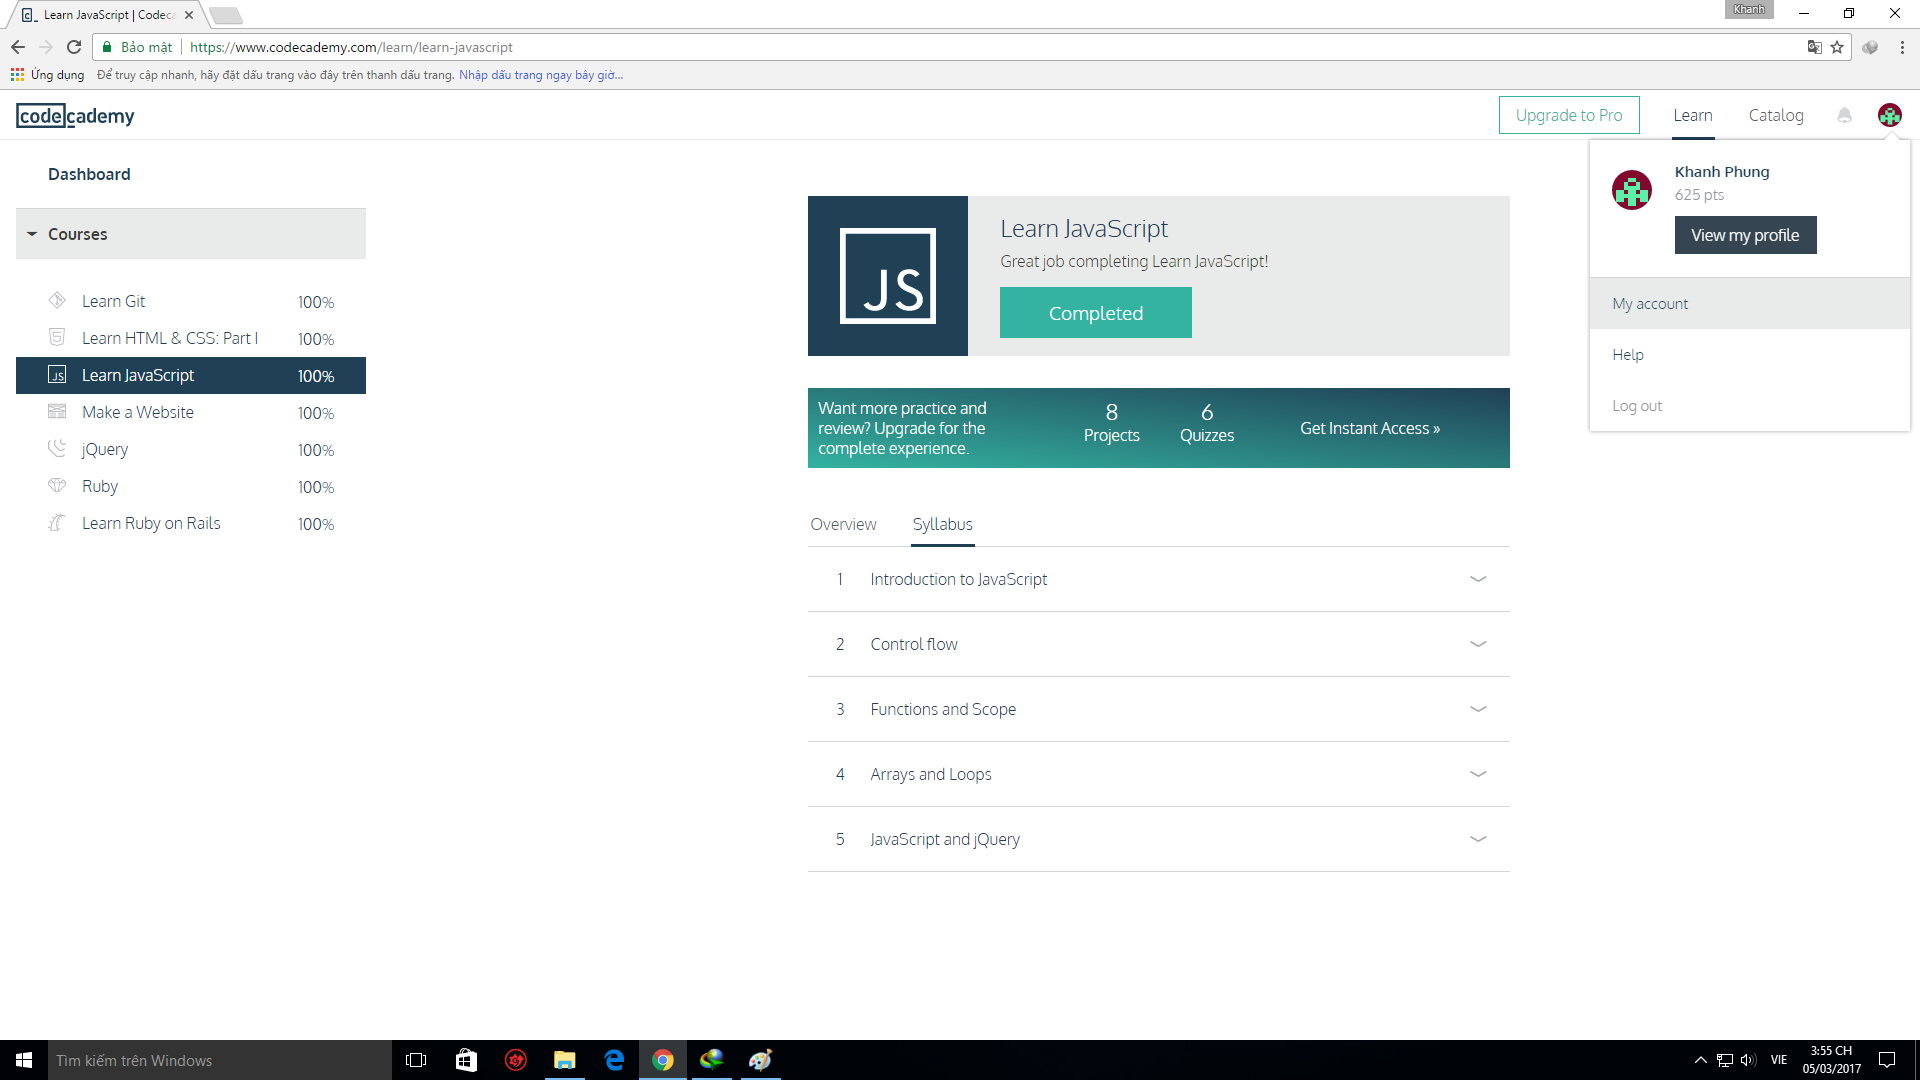 Learn JavaScript | Codeca
Khanh
Bảo mật
https://www.codecademy.com/learn/learn-javascript
Ứng dụng
Để truy cập nhanh, hãy đặt dấu trang vào đây trên thanh dấu trang. Nhập dấu trang ngay bây giờ...
codecademy
Upgrade to Pro
Learn
Catalog
Khanh Phung
625 pts
View my profile
My account
Help
Log out
Dashboard
Courses
Learn Git 100%
Learn HTML & CSS: Part I 100%
JS Learn JavaScript 100%
Make a Website 100%
jQuery 100%
Ruby 100%
Learn Ruby on Rails 100%
JS
Learn JavaScript
Great job completing Learn JavaScript!
Completed
Want more practice and
review? Upgrade for the
complete experience.
8
Projects
6
Quizzes
Get Instant Access »
Overview
Syllabus
1 Introduction to JavaScript
2 Control flow
3 Functions and Scope
4 Arrays and Loops
5 JavaScript and jQuery
Tìm kiếm trên Windows
VIE
3:55 CH
05/03/2017